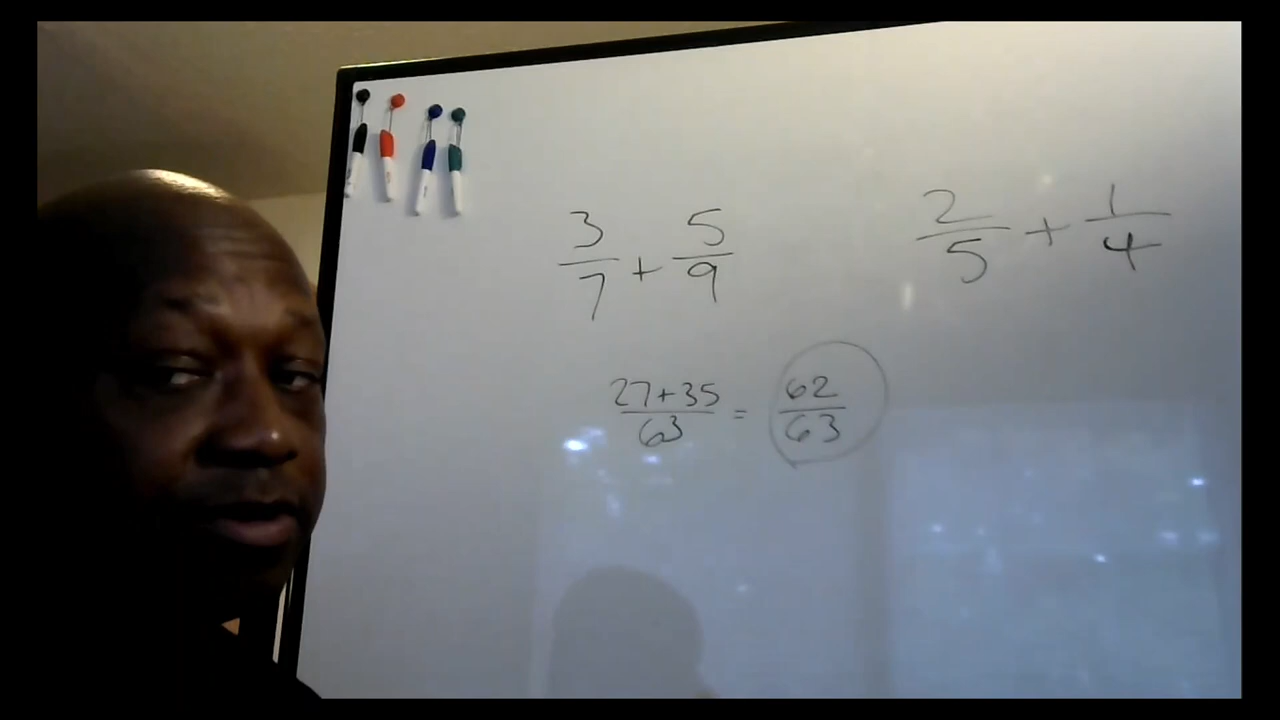 3/7 + 5/9
2/5 + 1/4
27+35/63 = 62/63